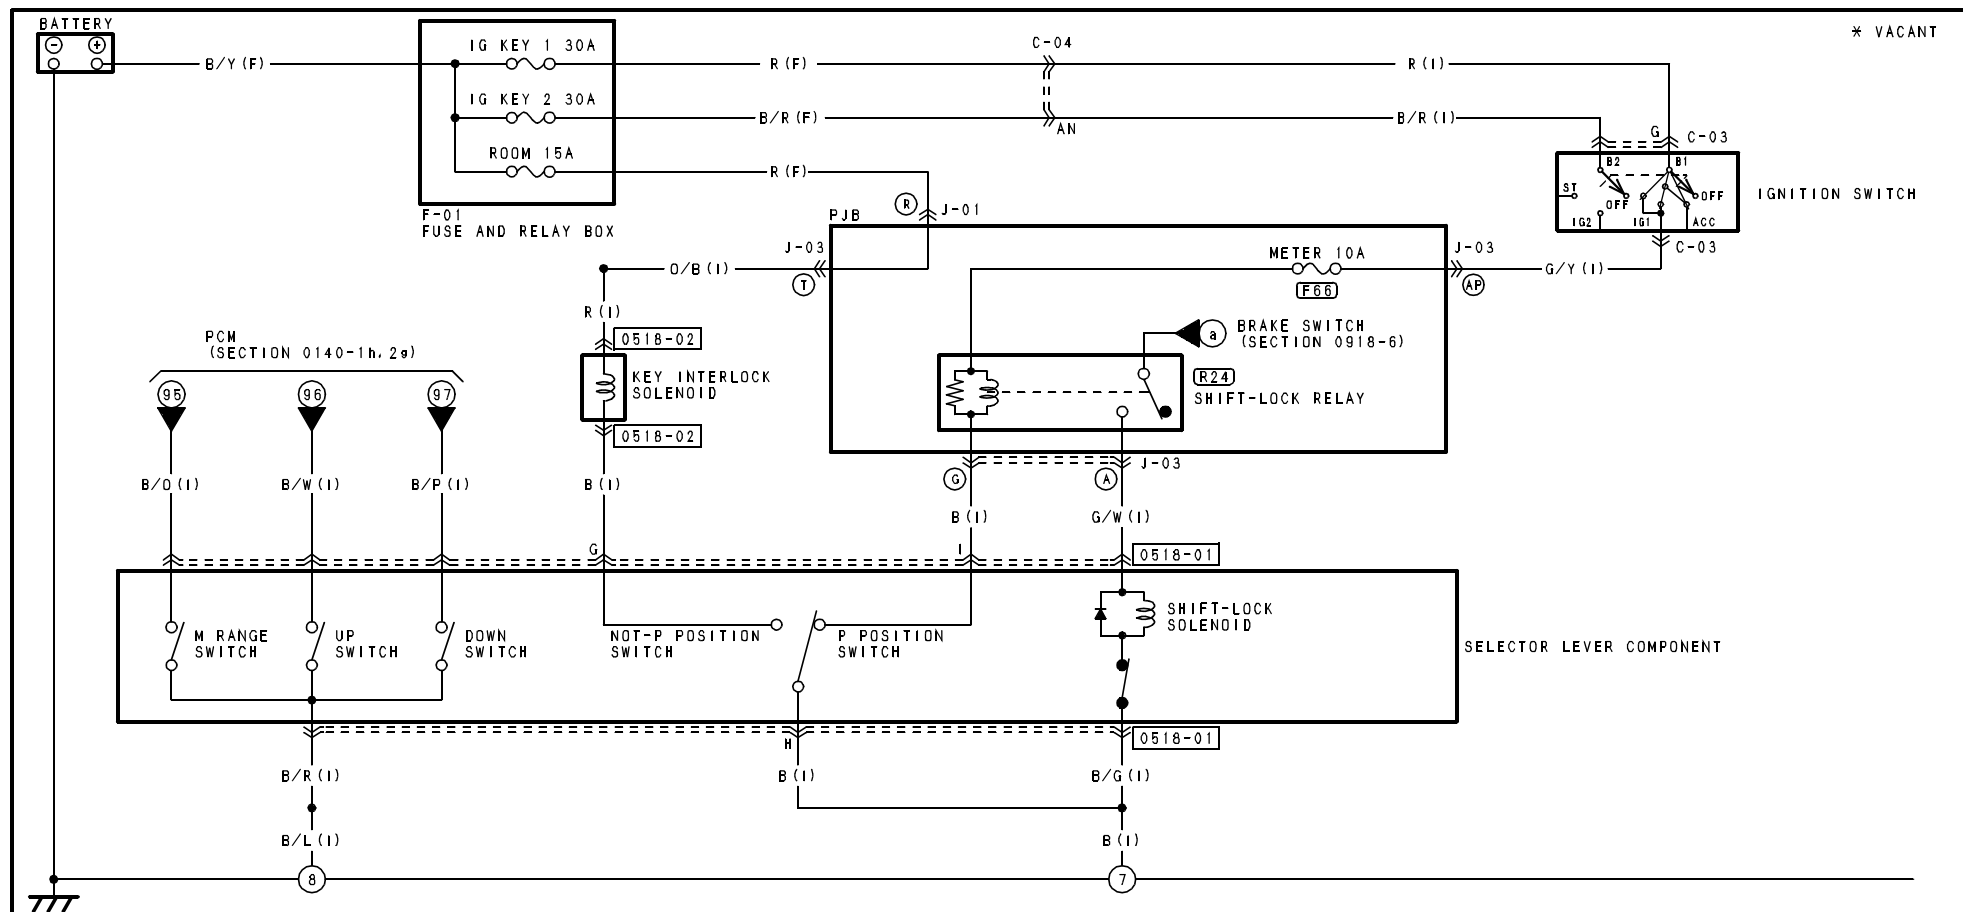 BATTERY
* VACANT
- +
B/Y (F)
IG KEY 1 30A
R (F)
C-04
R (I)
IG KEY 2 30A
B/R (F)
AN
B/R (I)
ROOM 15A
R (F)
G C-03
B2 B1
ST
OFF
OFF
IG2 IG1 ACC
IGNITION SWITCH
C-03
F-01
FUSE AND RELAY BOX
R J-01
PJB
J-03
T
O/B (I)
METER 10A
F66
J-03
AP
G/Y (I)
R (I)
0518-02
KEY INTERLOCK
SOLENOID
0518-02
a BRAKE SWITCH
(SECTION 0918-6)
R24
SHIFT-LOCK RELAY
PCM
(SECTION 0140-1h, 2g)
95 96 97
J-03
G A
B/O (I) B/W (I) B/P (I) B (I)
B (I) G/W (I)
G I 0518-01
M RANGE
SWITCH
UP
SWITCH
DOWN
SWITCH
NOT-P POSITION
SWITCH
P POSITION
SWITCH
SHIFT-LOCK
SOLENOID
SELECTOR LEVER COMPONENT
H 0518-01
B/R (I) B (I) B/G (I)
B/L (I) B (I)
8 7